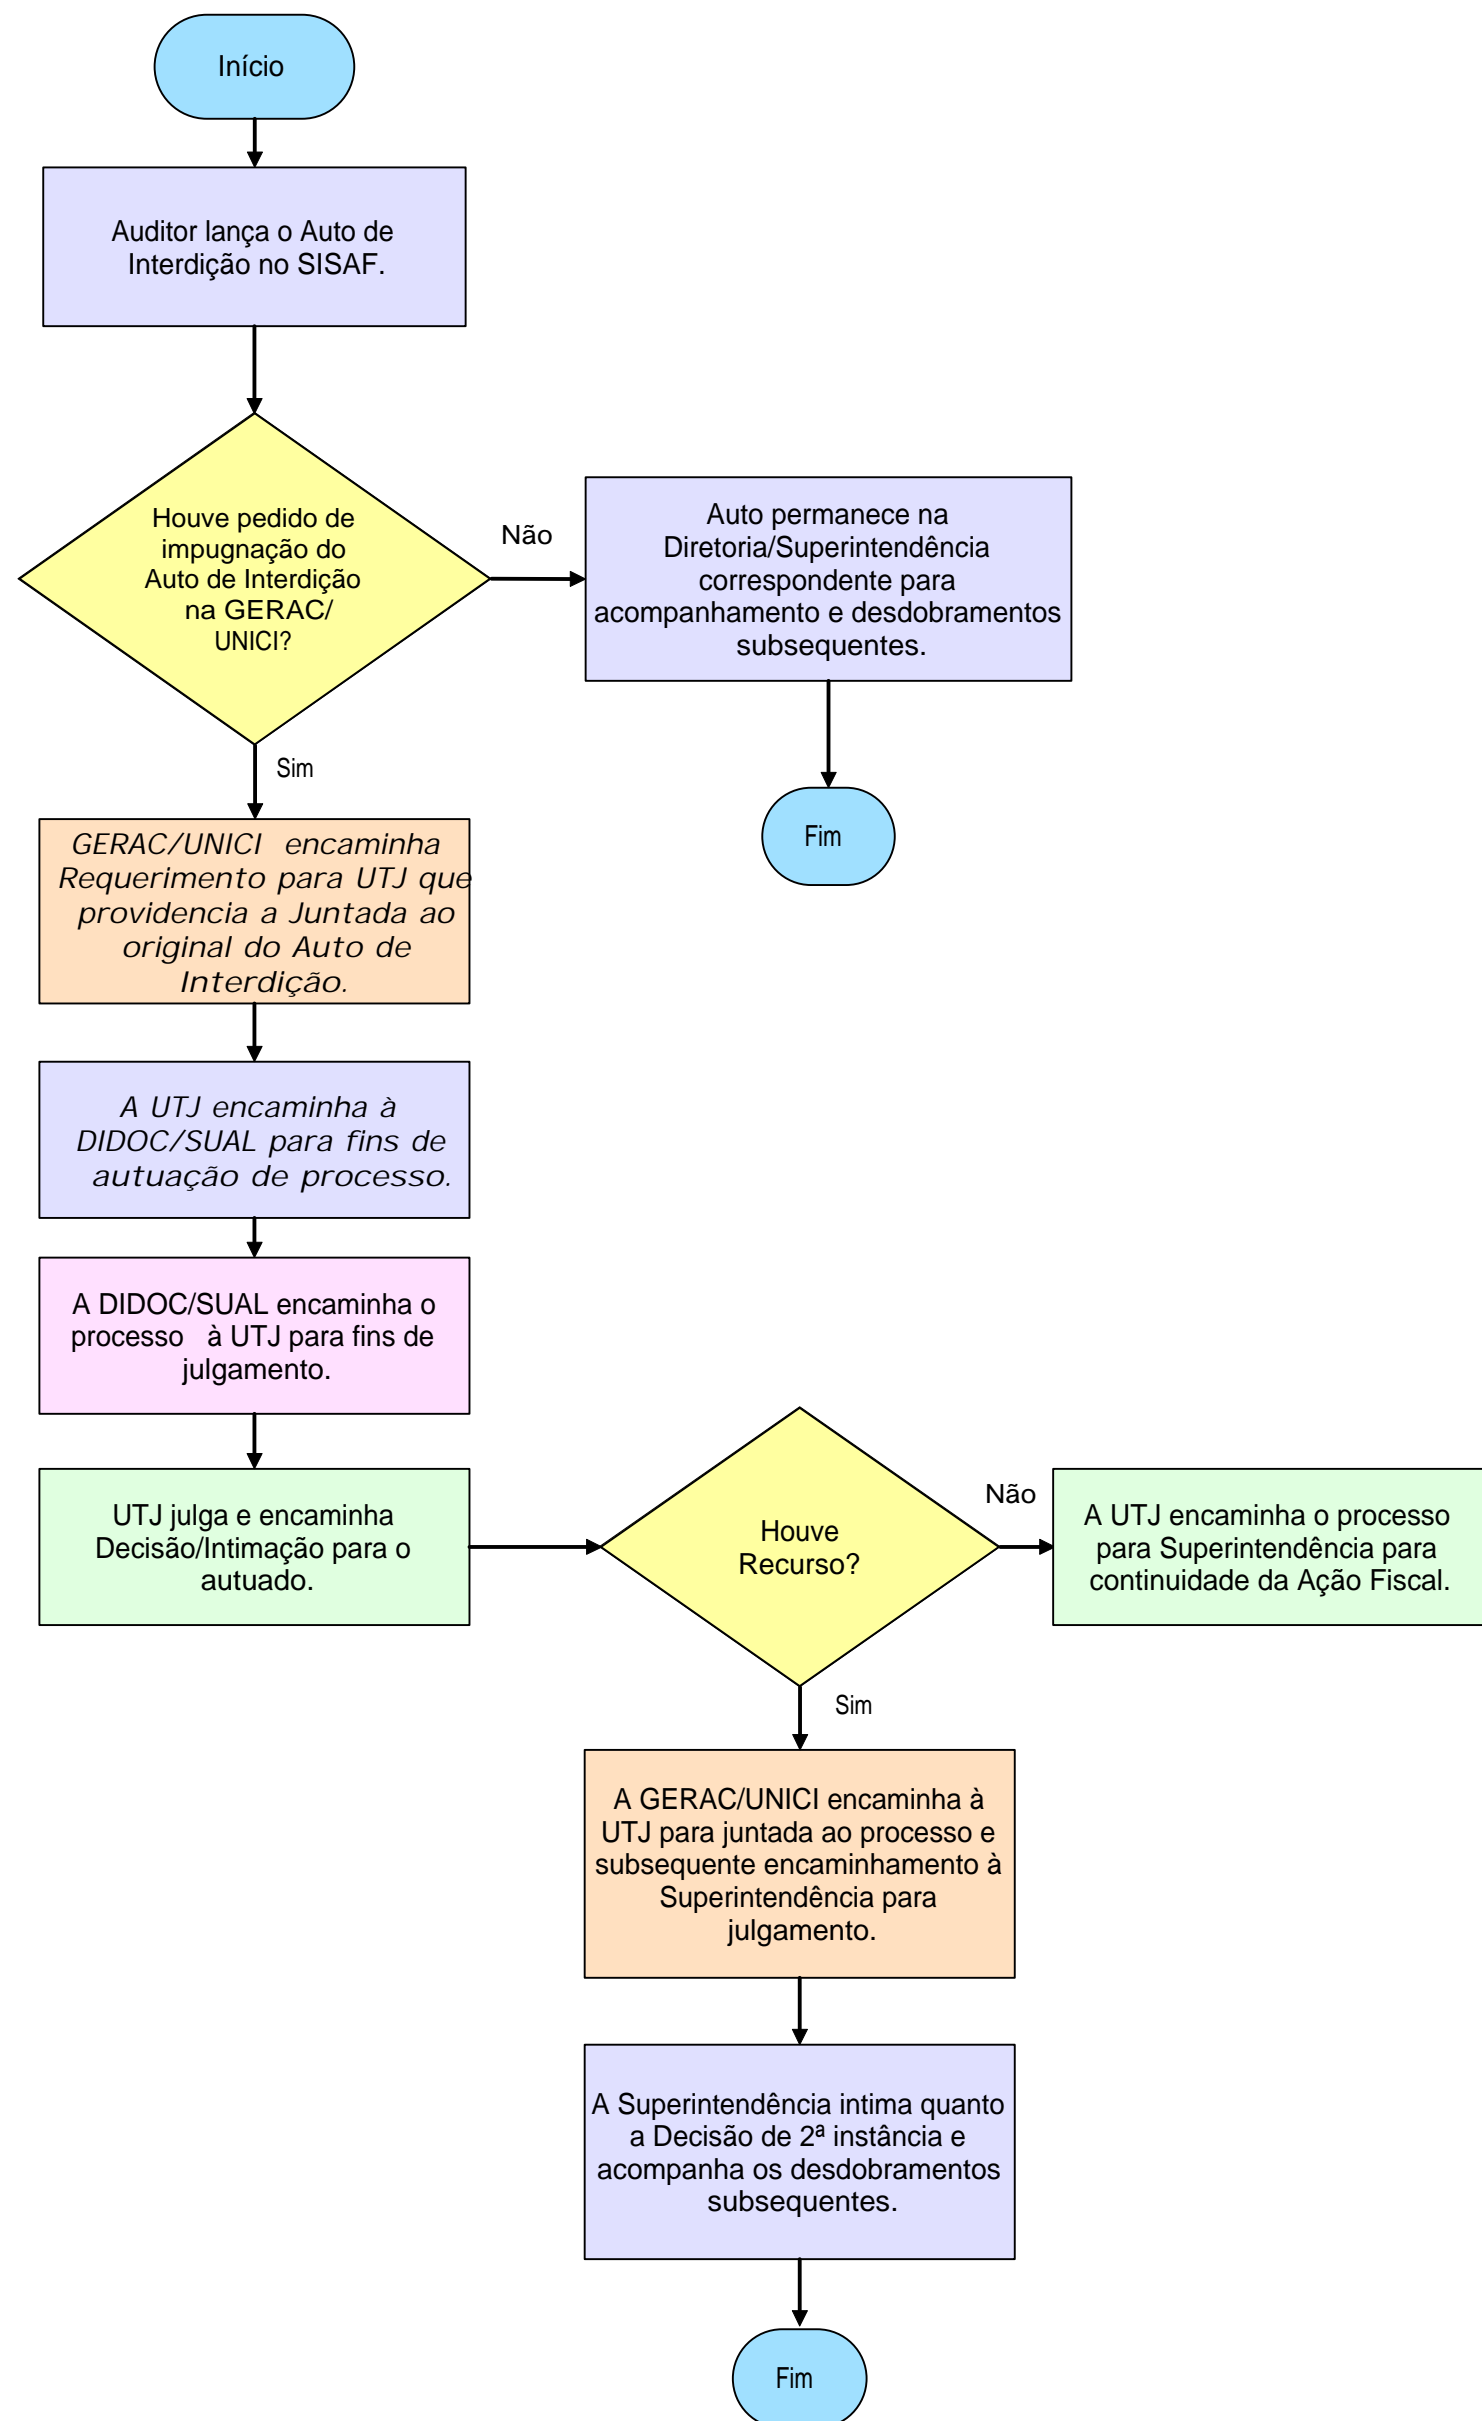 Início
Auditor lança o Auto de
Interdição no SISAF.
Houve pedido de
impugnação do
Auto de Interdição
na GERAC/
UNICI?
Não
Auto permanece na
Diretoria/Superintendência
correspondente para
acompanhamento e desdobramentos
subsequentes.
Sim
Fim
GERAC/UNICI encaminha
Requerimento para UTJ que
providencia a Juntada ao
original do Auto de
Interdição.
A UTJ encaminha à
DIDOC/SUAL para fins de
autuação de processo.
A DIDOC/SUAL encaminha o
processo à UTJ para fins de
julgamento.
UTJ julga e encaminha
Decisão/Intimação para o
autuado.
Houve
Recurso?
Não
A UTJ encaminha o processo
para Superintendência para
continuidade da Ação Fiscal.
Sim
A GERAC/UNICI encaminha à
UTJ para juntada ao processo e
subsequente encaminhamento à
Superintendência para
julgamento.
A Superintendência intima quanto
a Decisão de 2ª instância e
acompanha os desdobramentos
subsequentes.
Fim